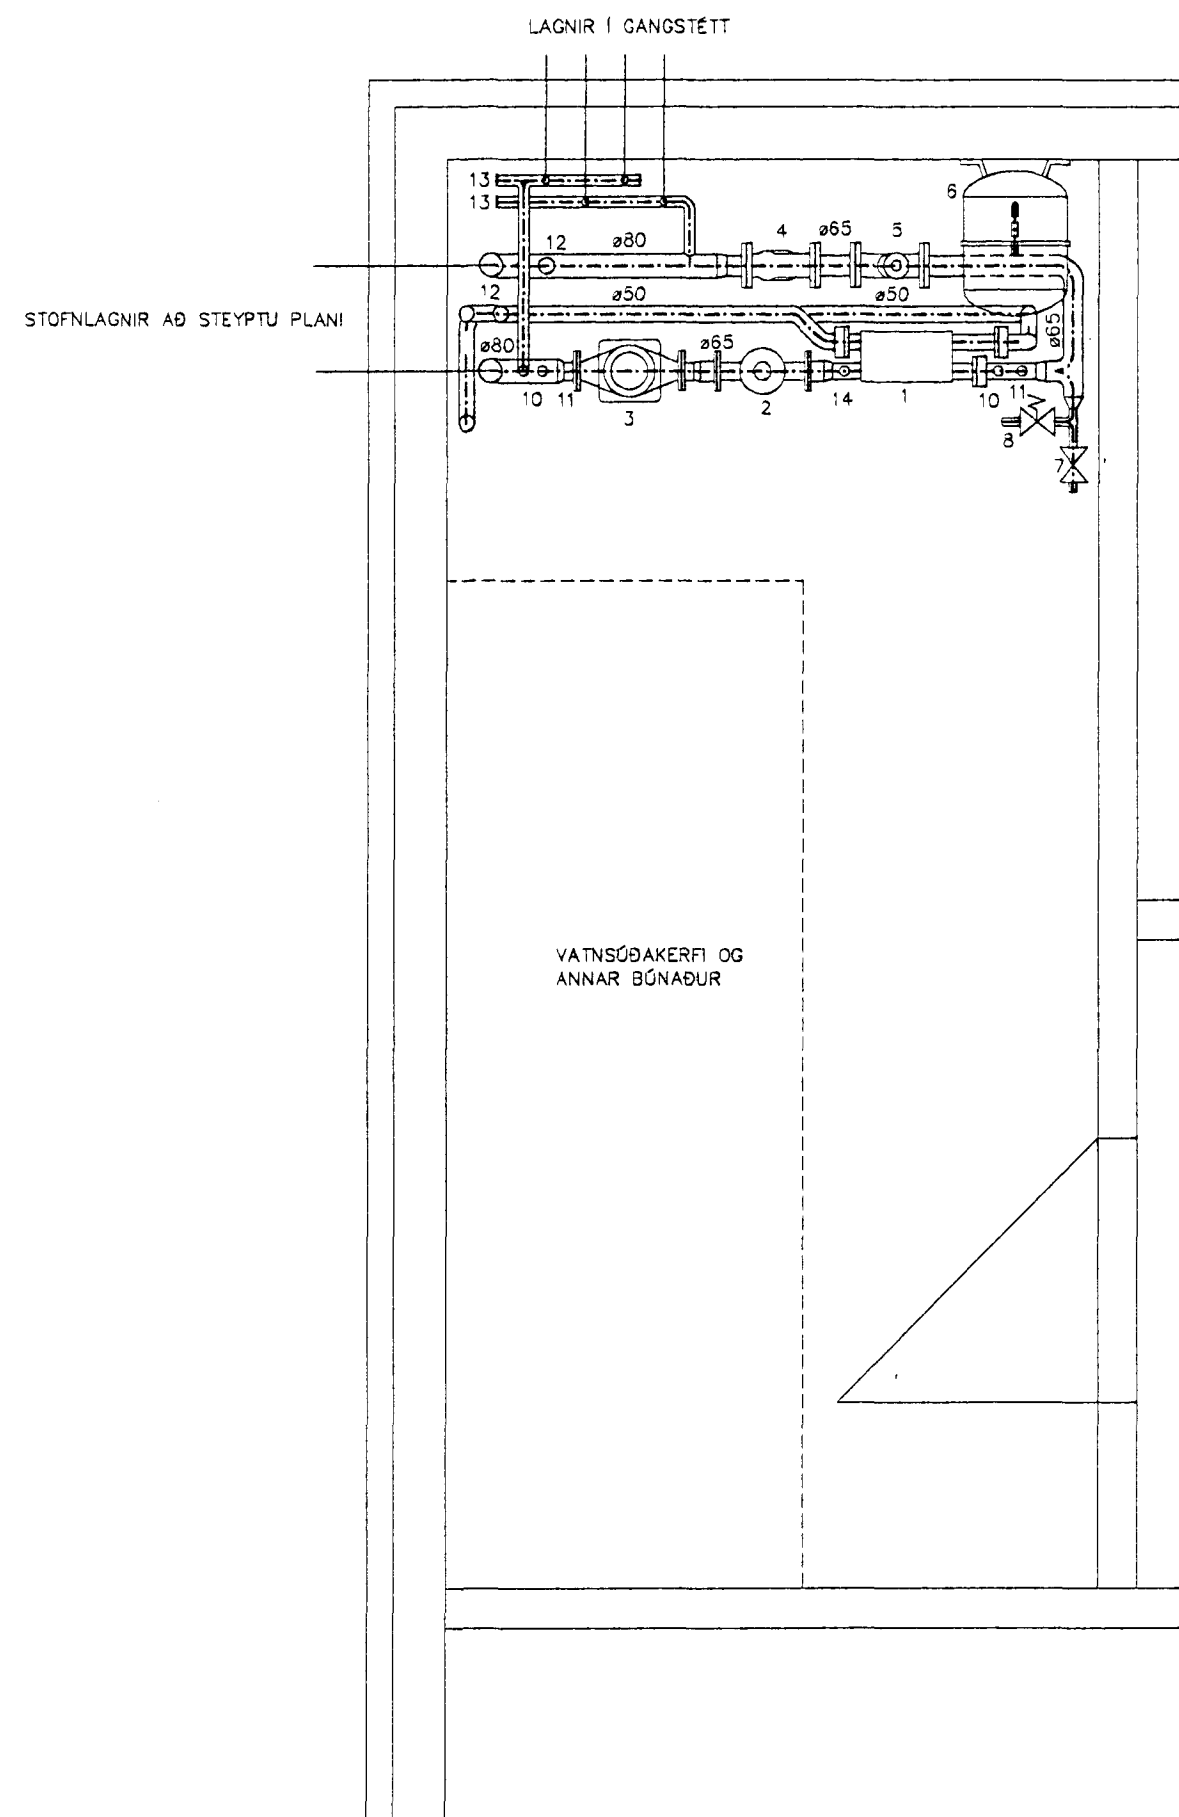 LAGNIR Í GANGSTÉTT
13
13
6
12
ø80
4
ø65
5
12
ø50
ø50
STOFNLAGNIR AÐ STEYPTU PLANI
ø65
ø80
ø65
10
11
3
2
14
1
10
11
8
7
VATNSÚÐAKERFI OG
ANNAR BÚNAÐUR